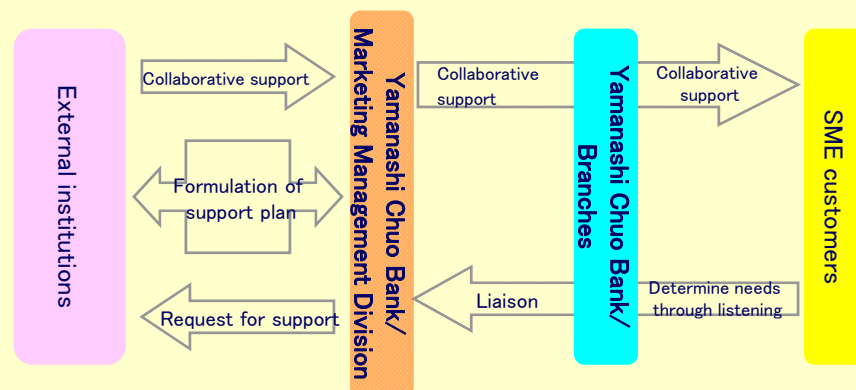 External institutions
Collaborative support
Formulation of
support plan
Request for support
Yamanashi Chuo Bank/
Marketing Management Division
Collaborative
support
Liaison
Yamanashi Chuo Bank/
Branches
Collaborative
support
Determine needs
through listening
SME customers